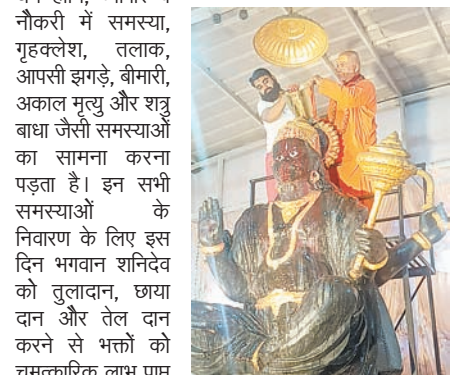 नौकरी में समस्या,
गृहक्लेश, तलाक,
आपसी झगड़े, बीमारी,
अकाल मृत्यु और शत्रु
बाधा जैसी समस्याओं
का सामना करना
पड़ता है। इन सभी
समस्याओं के
निवारण के लिए इस
दिन भगवान शनिदेव
को तुलादान, छाया
दान और तेल दान
करने से भक्तों को
चमत्कारिक लाभ प्राप्त